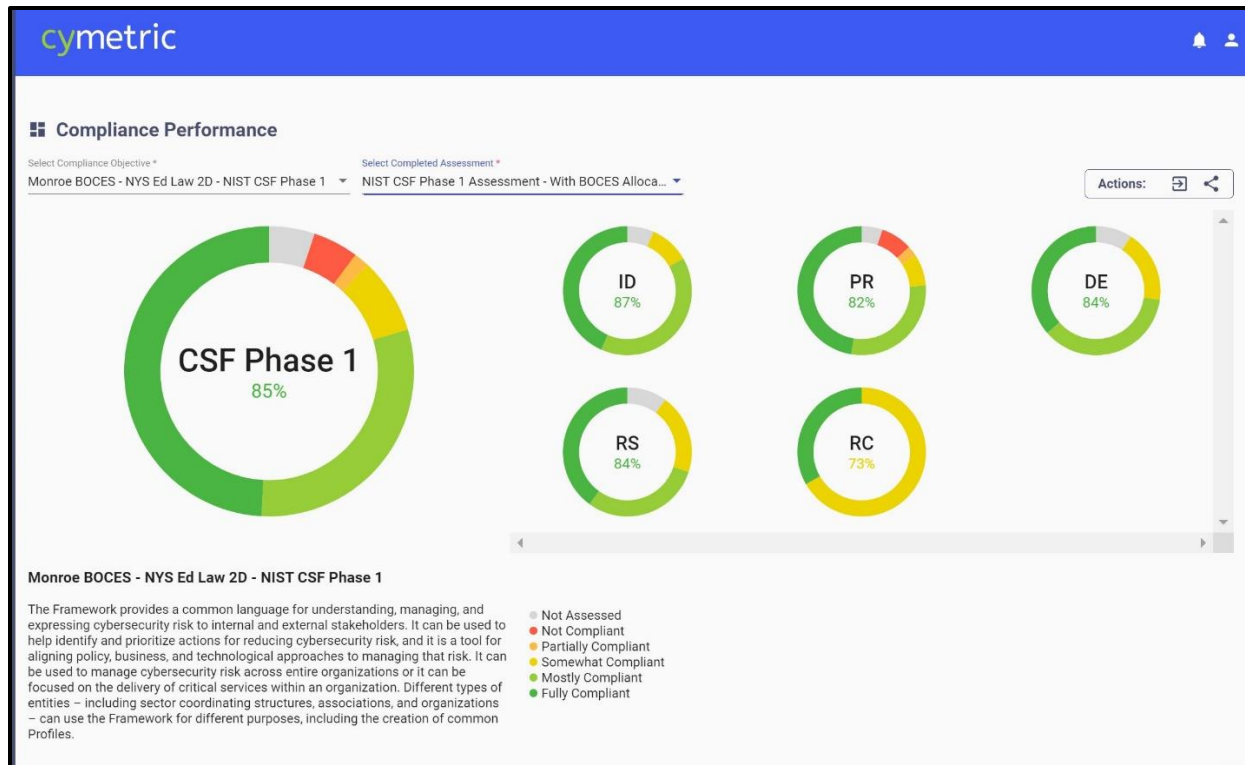 cymetric
Compliance Performance
Select Compliance Objective *
Monroe BOCES - NYS Ed Law 2D - NIST CSF Phase 1
Select Completed Assessment *
NIST CSF Phase 1 Assessment - With BOCES Alloca...
Actions:
CSF Phase 1
85%
ID
87%
PR
82%
DE
84%
RS
84%
RC
73%
Monroe BOCES - NYS Ed Law 2D - NIST CSF Phase 1
The Framework provides a common language for understanding, managing, and
expressing cybersecurity risk to internal and external stakeholders. It can be used to
help identify and prioritize actions for reducing cybersecurity risk, and it is a tool for
aligning policy, business, and technological approaches to managing that risk. It can
be used to manage cybersecurity risk across entire organizations or it can be
focused on the delivery of critical services within an organization. Different types of
entities – including sector coordinating structures, associations, and organizations
– can use the Framework for different purposes, including the creation of common
Profiles.
Not Assessed
Not Compliant
Partially Compliant
Somewhat Compliant
Mostly Compliant
Fully Compliant